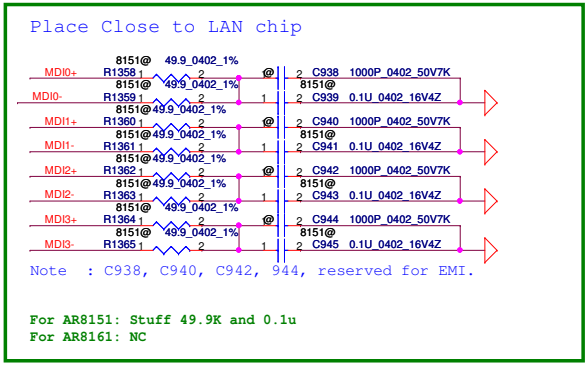 Place Close to LAN chip
8151@ 49.9_0402_1%
MDI0+ R1358 1 2 1 @ 2 C938 1000P_0402_50V7K
8151@ 49.9_0402_1% 8151@
MDI0- R1359 1 2 1 2 C939 0.1U_0402_16V4Z
8151@ 49.9_0402_1%
MDI1+ R1360 1 2 1 @ 2 C940 1000P_0402_50V7K
8151@ 49.9_0402_1% 8151@
MDI1- R1361 1 2 1 2 C941 0.1U_0402_16V4Z
8151@ 49.9_0402_1%
MDI2+ R1362 1 2 1 @ 2 C942 1000P_0402_50V7K
8151@ 49.9_0402_1% 8151@
MDI2- R1363 1 2 1 2 C943 0.1U_0402_16V4Z
8151@ 49.9_0402_1%
MDI3+ R1364 1 2 1 @ 2 C944 1000P_0402_50V7K
8151@ 49.9_0402_1% 8151@
MDI3- R1365 1 2 1 2 C945 0.1U_0402_16V4Z
Note : C938, C940, C942, 944, reserved for EMI.
For AR8151: Stuff 49.9K and 0.1u
For AR8161: NC